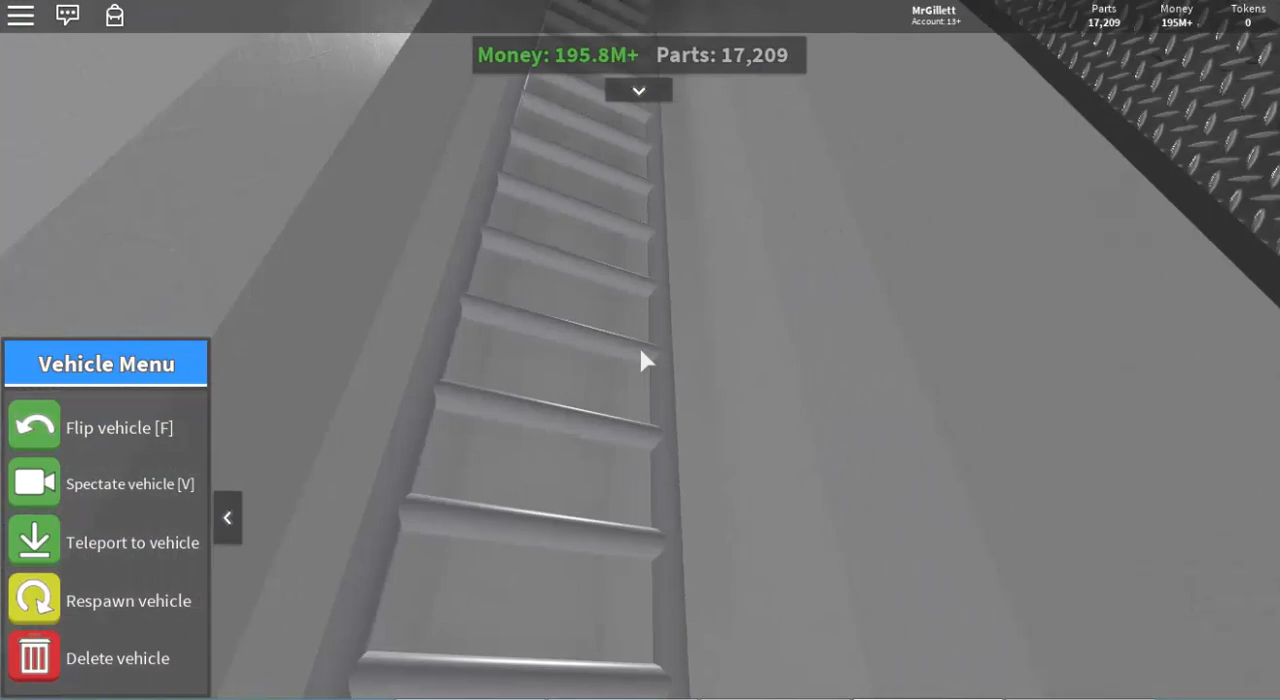 MrGillett
Account: 13+
Parts
17,209
Money
195M+
Tokens
0
Money: 195.8M+ Parts: 17,209
Vehicle Menu
Flip vehicle [F]
Spectate vehicle [V]
Teleport to vehicle
Respawn vehicle
Delete vehicle